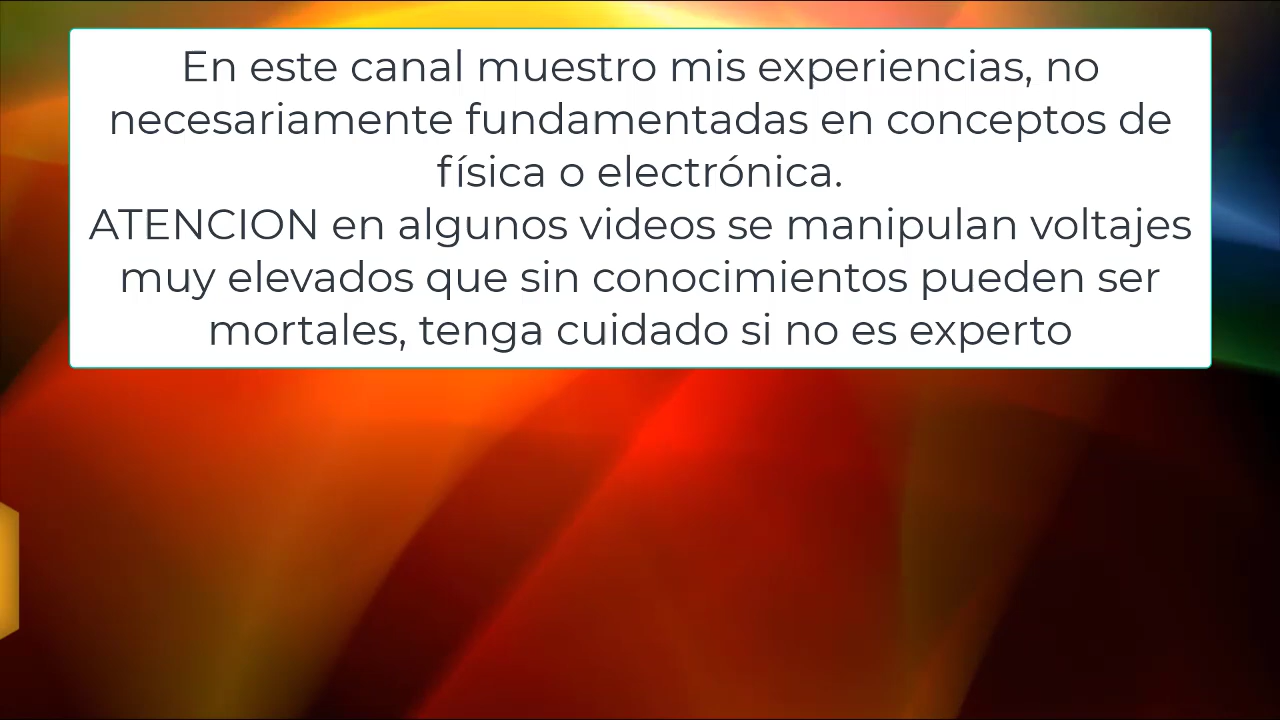 En este canal muestro mis experiencias, no
necesariamente fundamentadas en conceptos de
física o electrónica.
ATENCION en algunos videos se manipulan voltajes
muy elevados que sin conocimientos pueden ser
mortales, tenga cuidado si no es experto